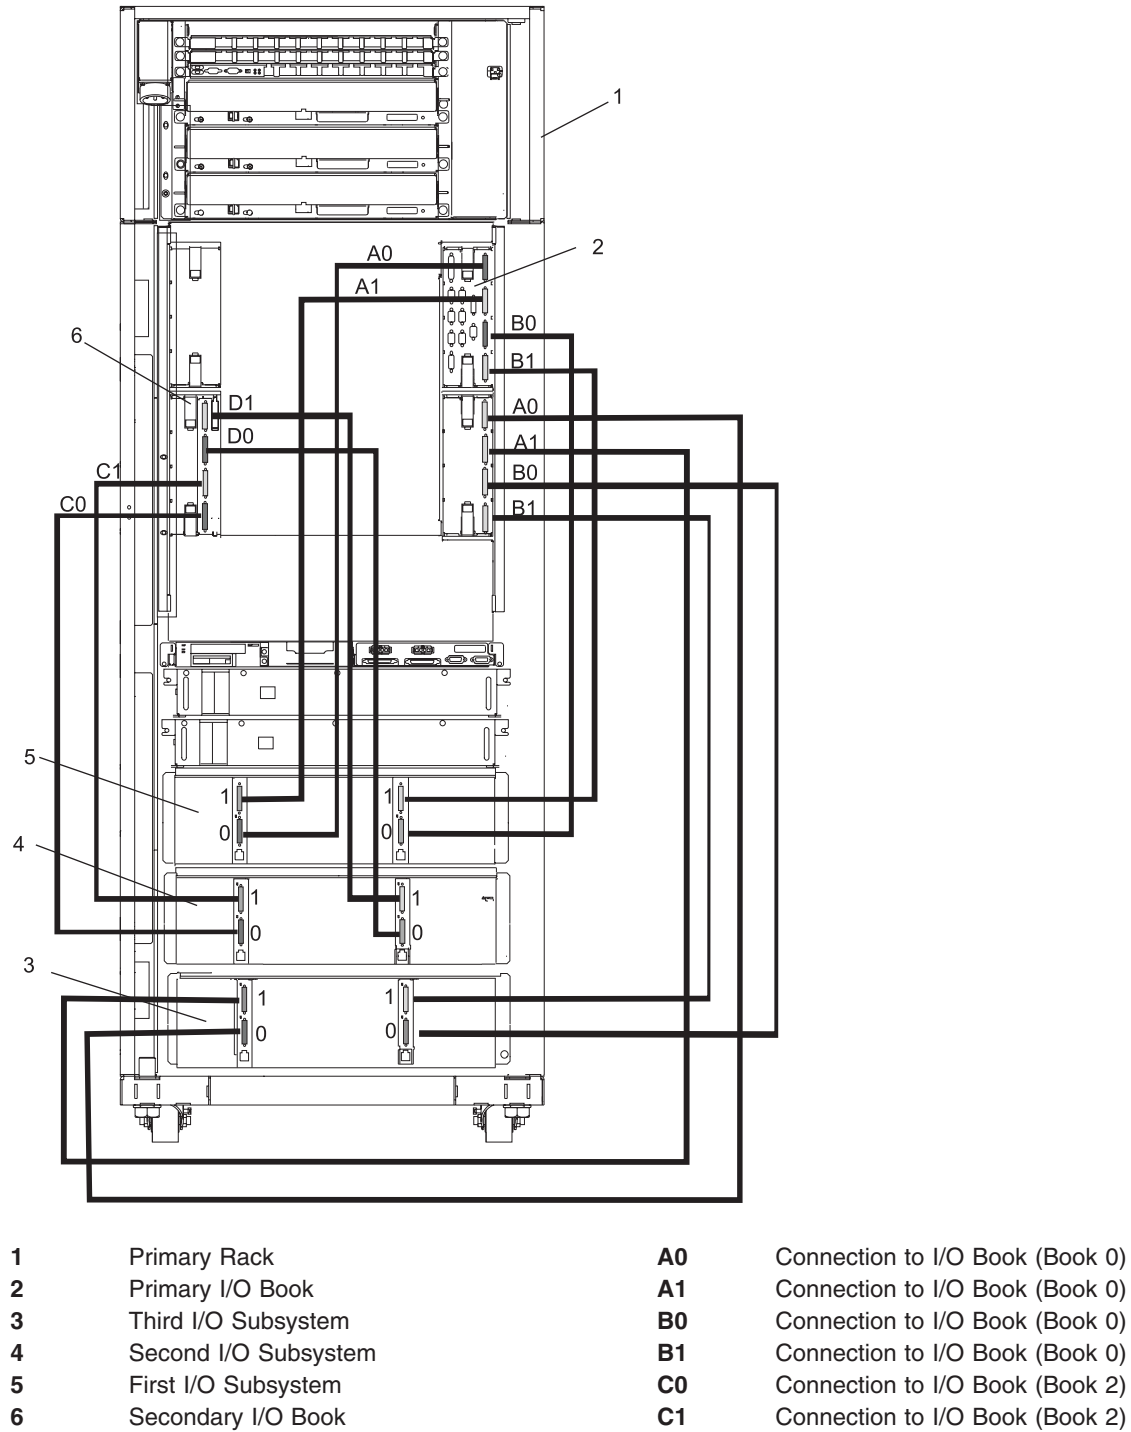 1
A0
2
A1
B0
6
B1
D1
A0
D0
A1
C1
B0
C0
B1
5
1
1
0
0
4
1
1
0
0
3
1
1
0
0
1 Primary Rack A0 Connection to I/O Book (Book 0)
2 Primary I/O Book A1 Connection to I/O Book (Book 0)
3 Third I/O Subsystem B0 Connection to I/O Book (Book 0)
4 Second I/O Subsystem B1 Connection to I/O Book (Book 0)
5 First I/O Subsystem C0 Connection to I/O Book (Book 2)
6 Secondary I/O Book C1 Connection to I/O Book (Book 2)